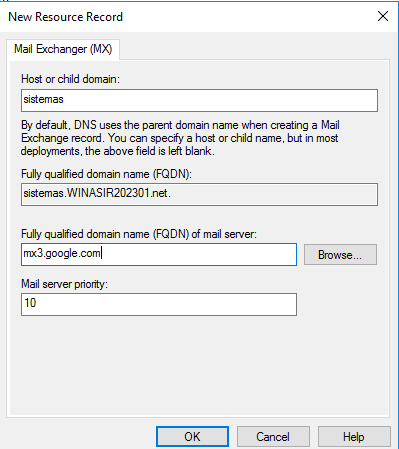 New Resource Record
Mail Exchanger (MX)
Host or child domain:
sistemas
By default, DNS uses the parent domain name when creating a Mail
Exchange record. You can specify a host or child name, but in most
deployments, the above field is left blank.
Fully qualified domain name (FQDN):
sistemas.WINASIR202301.net.
Fully qualified domain name (FQDN) of mail server:
mx3.google.com
Browse...
Mail server priority:
10
OK
Cancel
Help